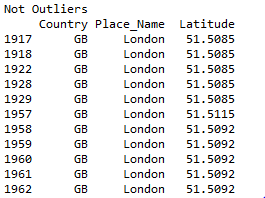 Not Outliers
Country Place_Name Latitude
1917 GB London 51.5085
1918 GB London 51.5085
1922 GB London 51.5085
1928 GB London 51.5085
1929 GB London 51.5085
1957 GB London 51.5115
1958 GB London 51.5092
1959 GB London 51.5092
1960 GB London 51.5092
1961 GB London 51.5092
1962 GB London 51.5092